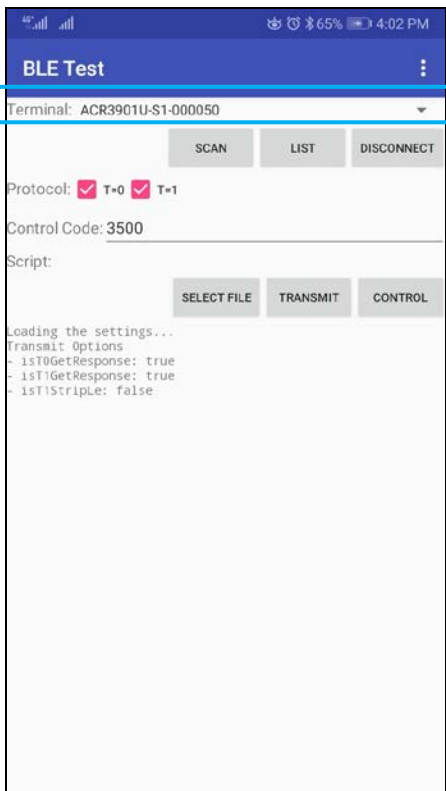 65% 4:02 PM
BLE Test
Terminal: ACR3901U-S1-000050
SCAN LIST DISCONNECT
Protocol: T=0 T=1
Control Code: 3500
Script:
SELECT FILE TRANSMIT CONTROL
Loading the settings...
Transmit Options
- isT0GetResponse: true
- isT1GetResponse: true
- isT1StripLe: false